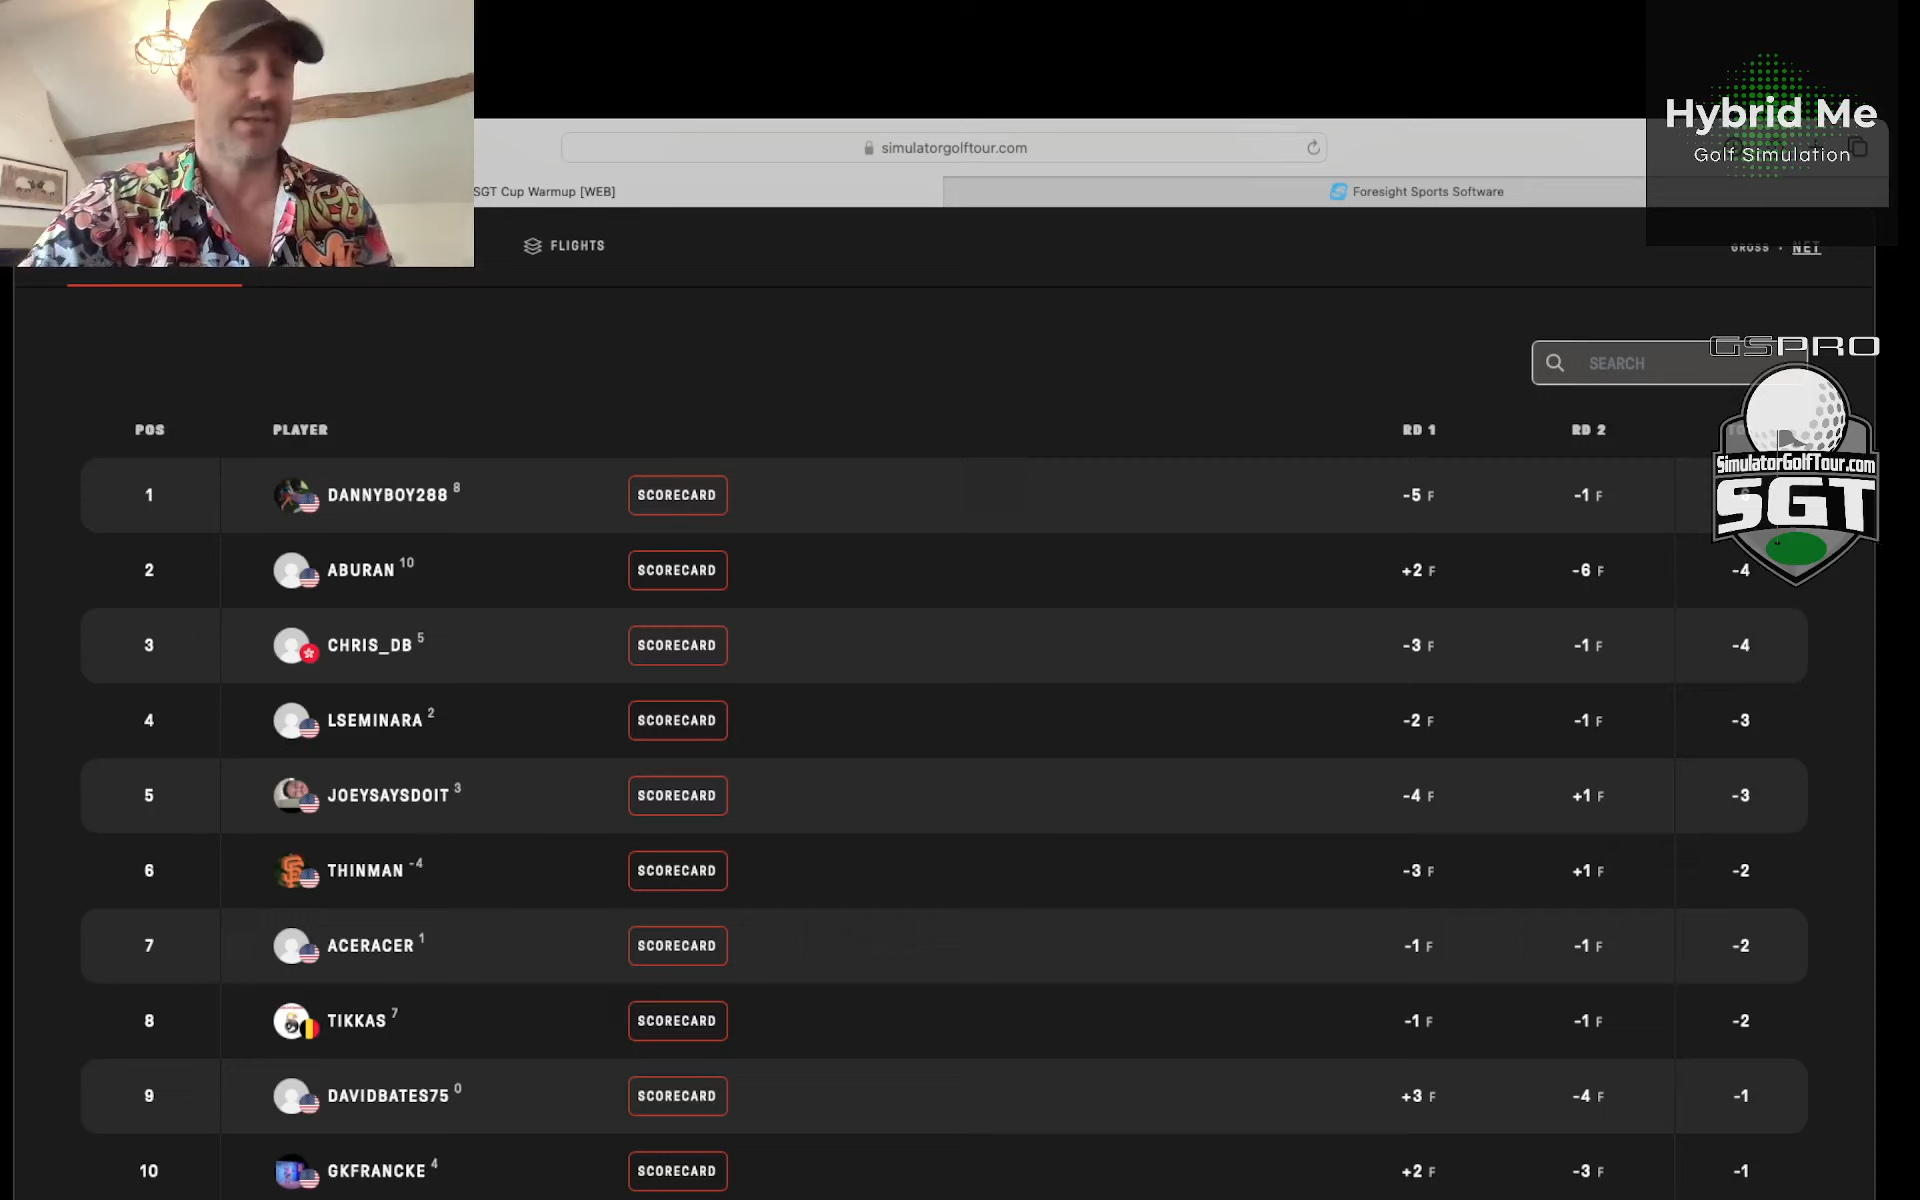 Hybrid Me
Golf Simulation
simulatorgolftour.com
SGT Cup Warmup [WEB]
Foresight Sports Software
FLIGHTS
GROSS · NET
GSPRO
SEARCH
POS PLAYER RD 1 RD 2
SimulatorGolfTour.com
SGT
1 DANNYBOY288 8 SCORECARD -5 F -1 F
2 ABURAN 10 SCORECARD +2 F -6 F -4
3 CHRIS_DB 5 SCORECARD -3 F -1 F -4
4 LSEMINARA 2 SCORECARD -2 F -1 F -3
5 JOEYSAYSDOIT 3 SCORECARD -4 F +1 F -3
6 THINMAN -4 SCORECARD -3 F +1 F -2
7 ACERACER 1 SCORECARD -1 F -1 F -2
8 TIKKAS 7 SCORECARD -1 F -1 F -2
9 DAVIDBATES75 0 SCORECARD +3 F -4 F -1
10 GKFRANCKE 4 SCORECARD +2 F -3 F -1